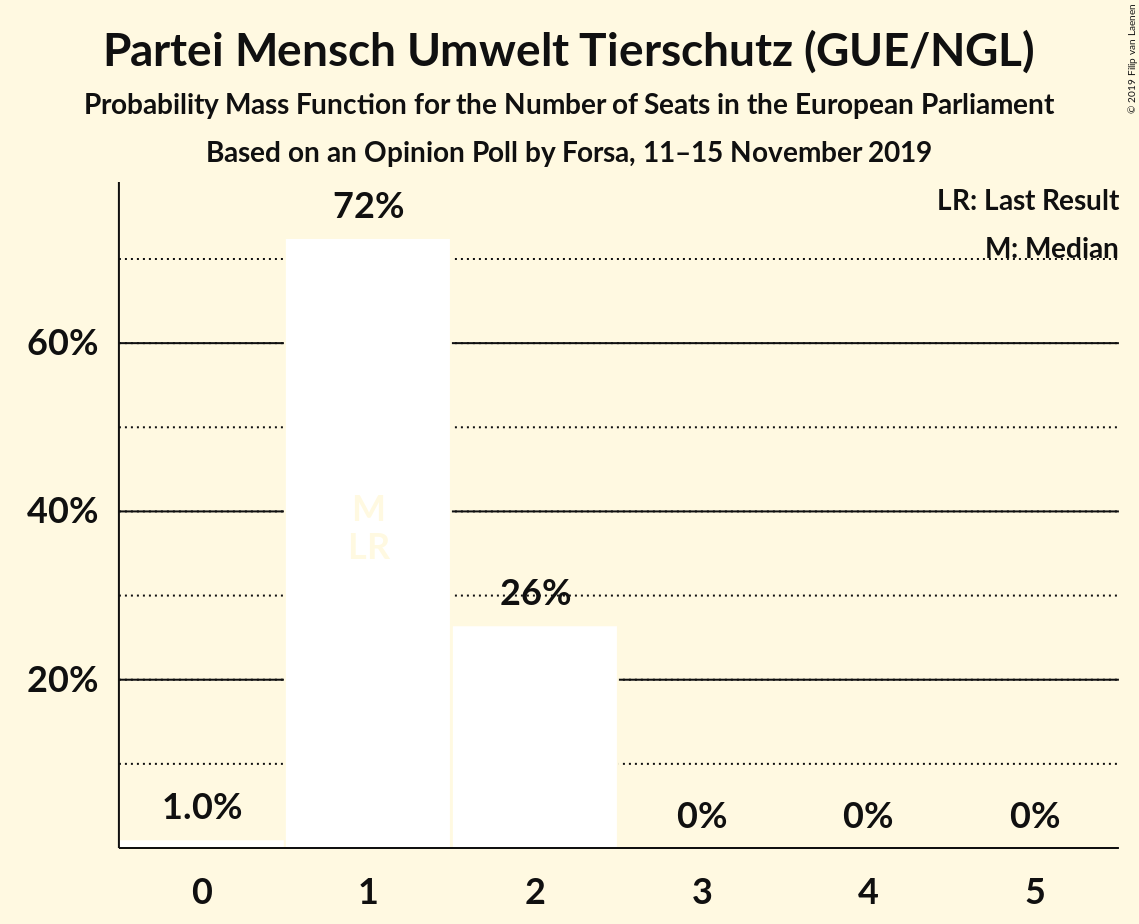 Partei Mensch Umwelt Tierschutz (GUE/NGL)
Probability Mass Function for the Number of Seats in the European Parliament
Based on an Opinion Poll by Forsa, 11–15 November 2019
© 2019 Filip van Laenen
LR: Last Result
M: Median
72%
60%
40%
20%
M
LR
26%
1.0%
0%
0%
0%
0
1
2
3
4
5